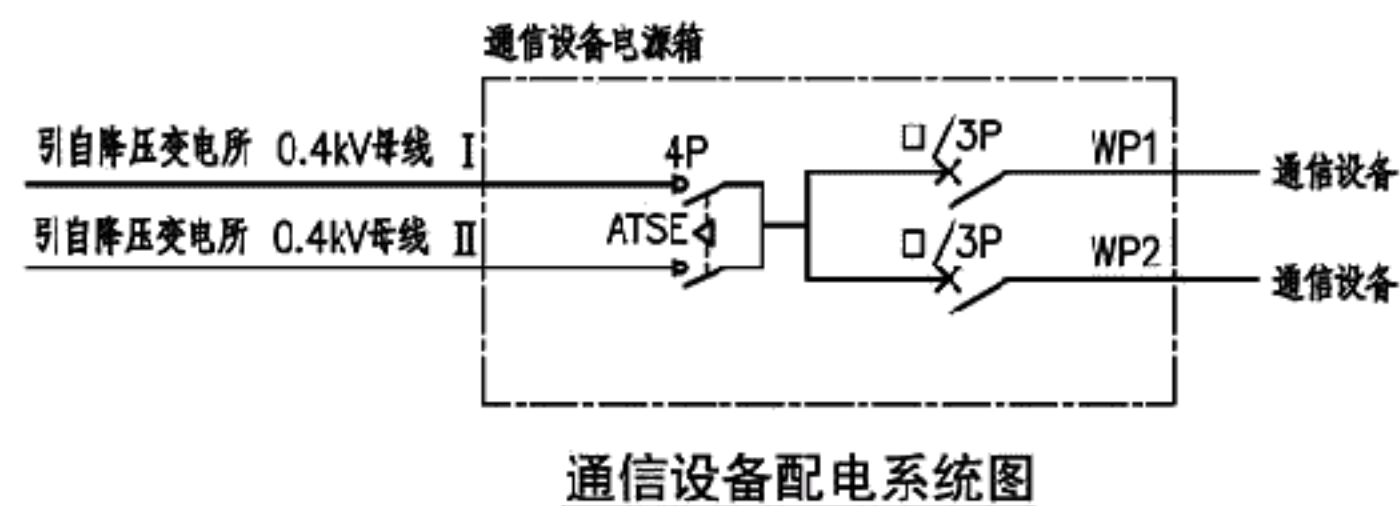 通信设备电源箱
引自降压变电所 0.4kV母线 Ⅰ
4P
□/3P
WP1
通信设备
引自降压变电所 0.4kV母线 Ⅱ
ATSE
□/3P
WP2
通信设备
通信设备配电系统图